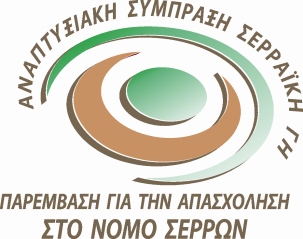 ΑΝΑΠΤΥΞΙΑΚΗ ΣΥΜΠΡΑΞΗ ΣΕΡΡΑΪΚΗ ΓΗ
ΠΑΡΕΜΒΑΣΗ ΓΙΑ ΤΗΝ ΑΠΑΣΧΟΛΗΣΗ
ΣΤΟ ΝΟΜΟ ΣΕΡΡΩΝ